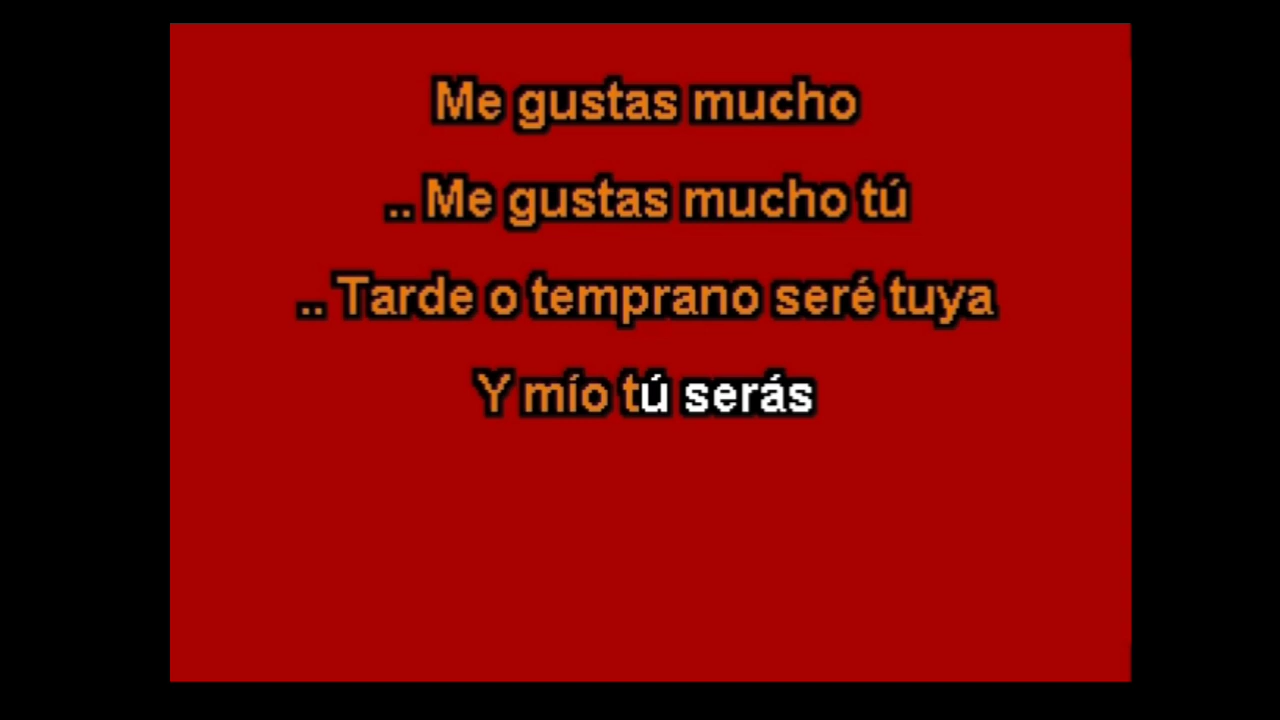 Me gustas mucho
.. Me gustas mucho tú
.. Tarde o temprano seré tuya
Y mío tú serás